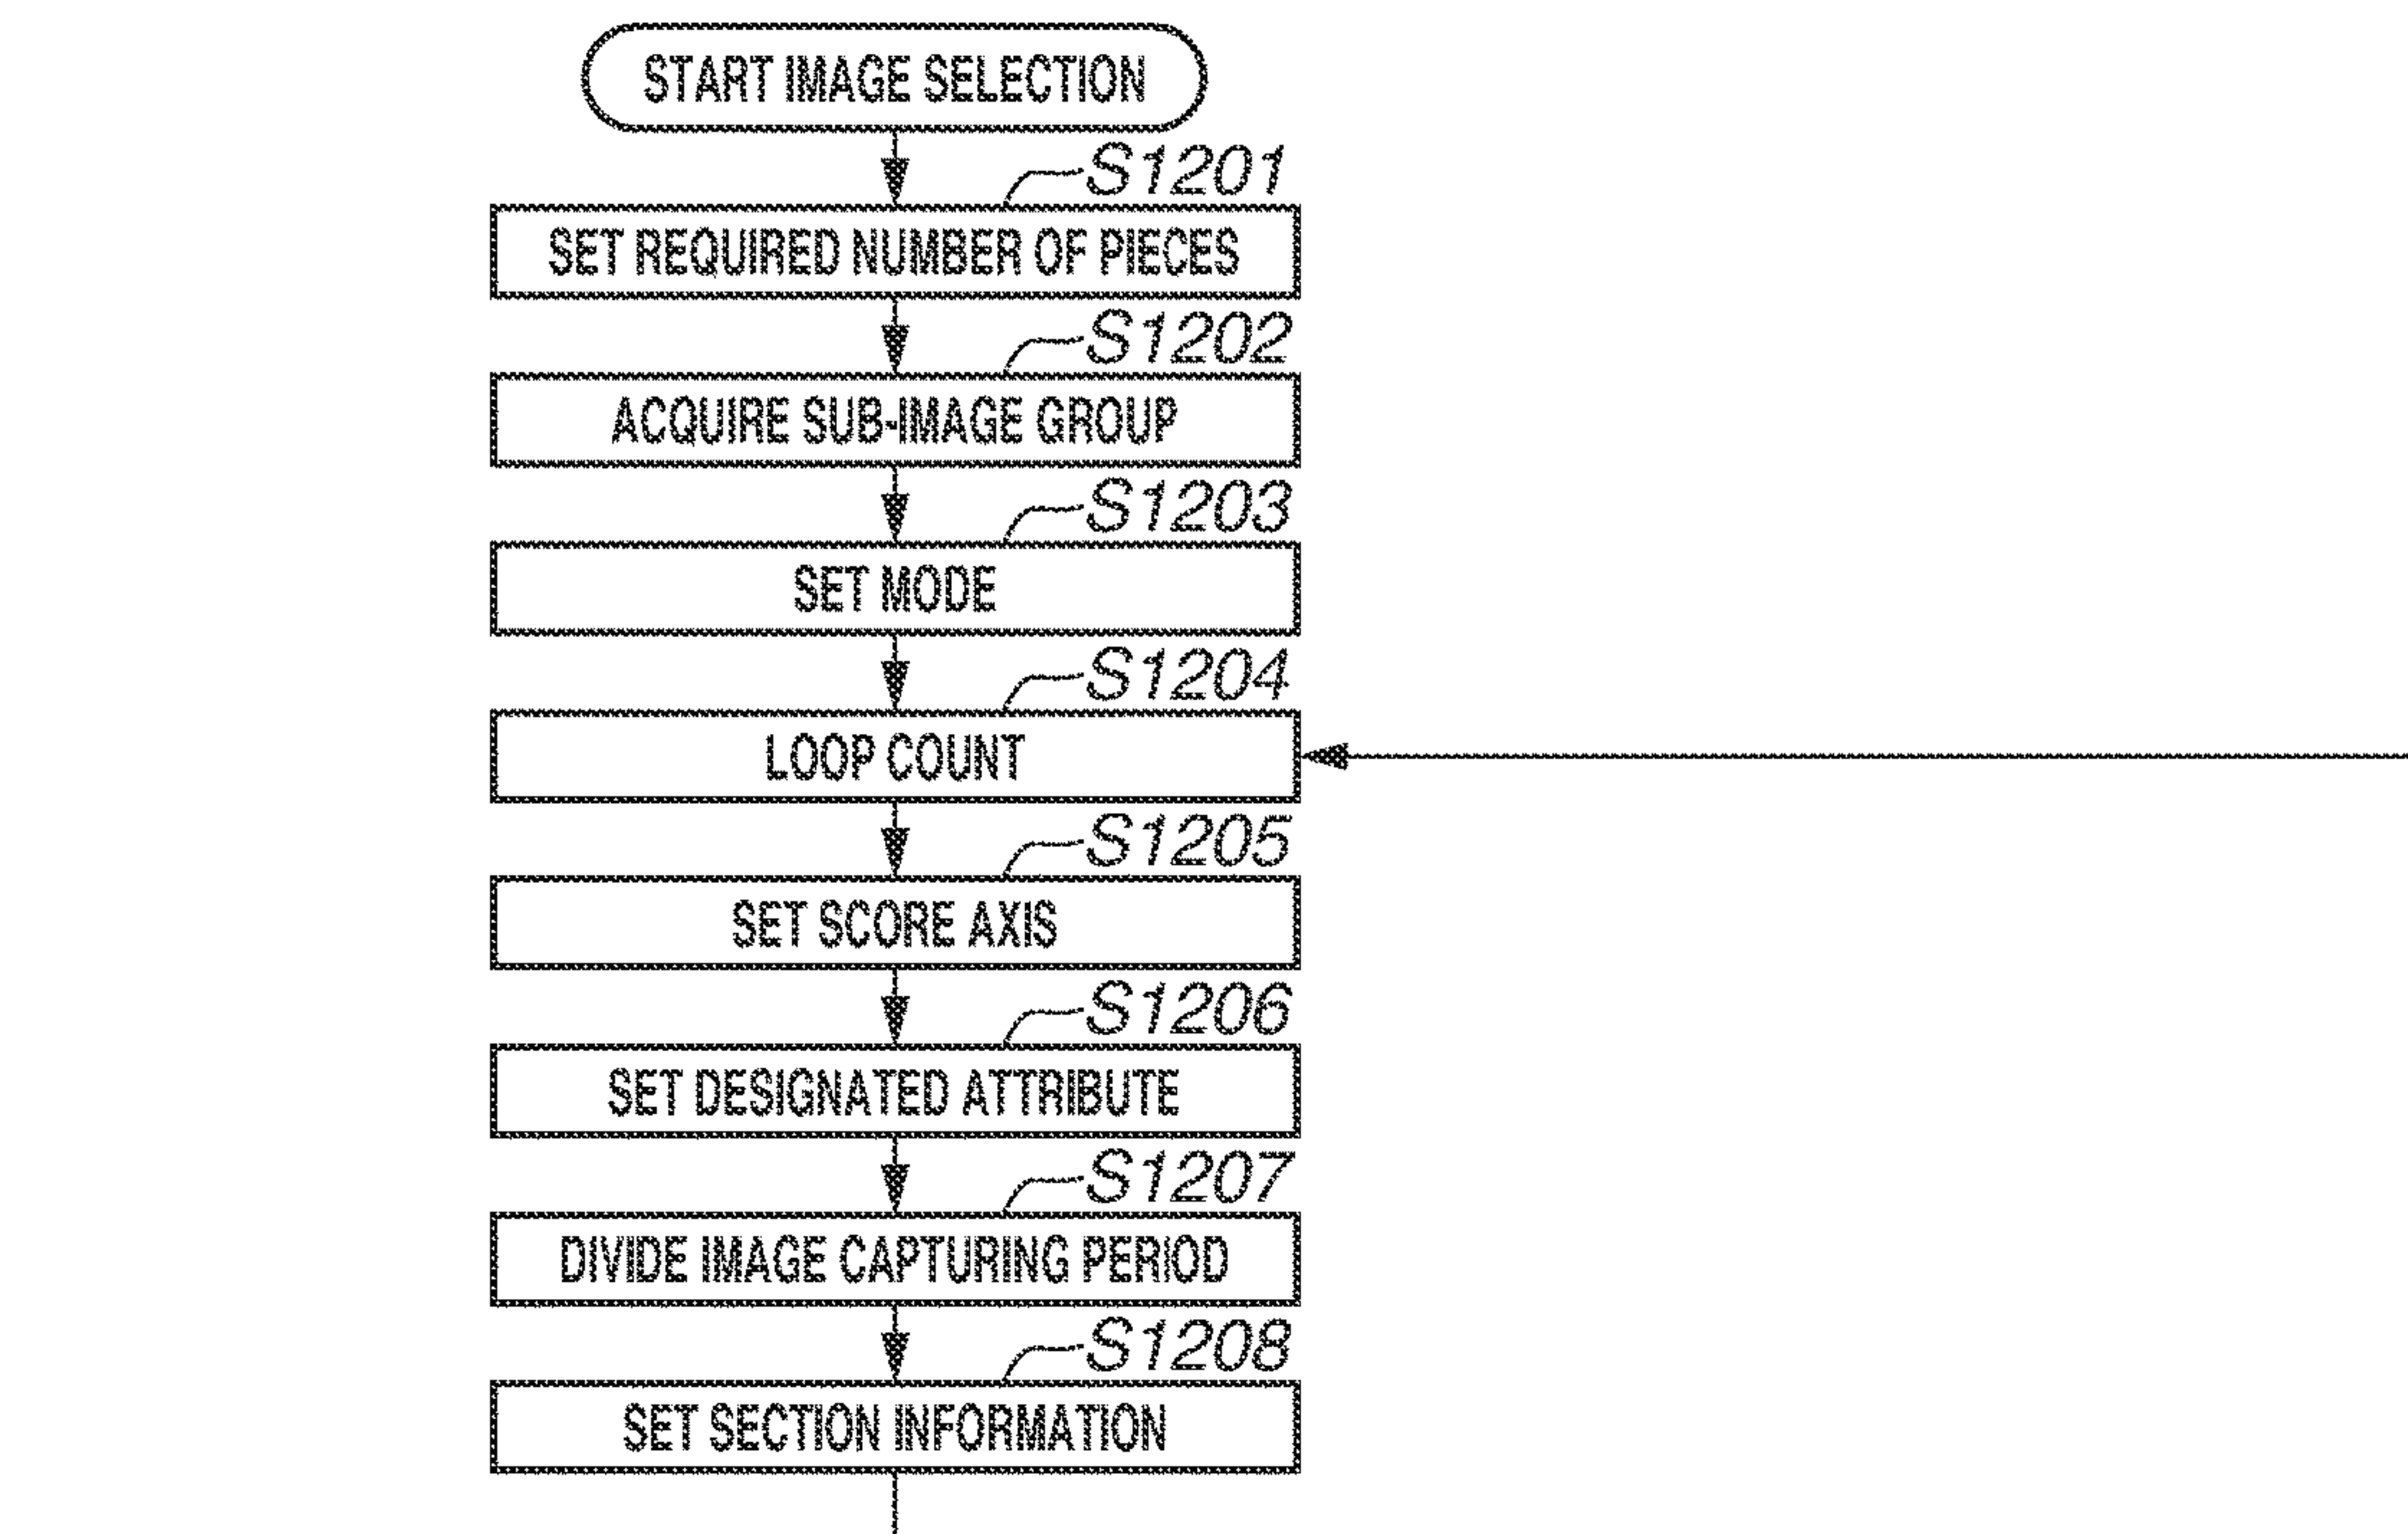 START IMAGE SELECTION
S1201
SET REQUIRED NUMBER OF PIECES
S1202
ACQUIRE SUB-IMAGE GROUP
S1203
SET MODE
S1204
LOOP COUNT
S1205
SET SCORE AXIS
S1206
SET DESIGNATED ATTRIBUTE
S1207
DIVIDE IMAGE CAPTURING PERIOD
S1208
SET SECTION INFORMATION